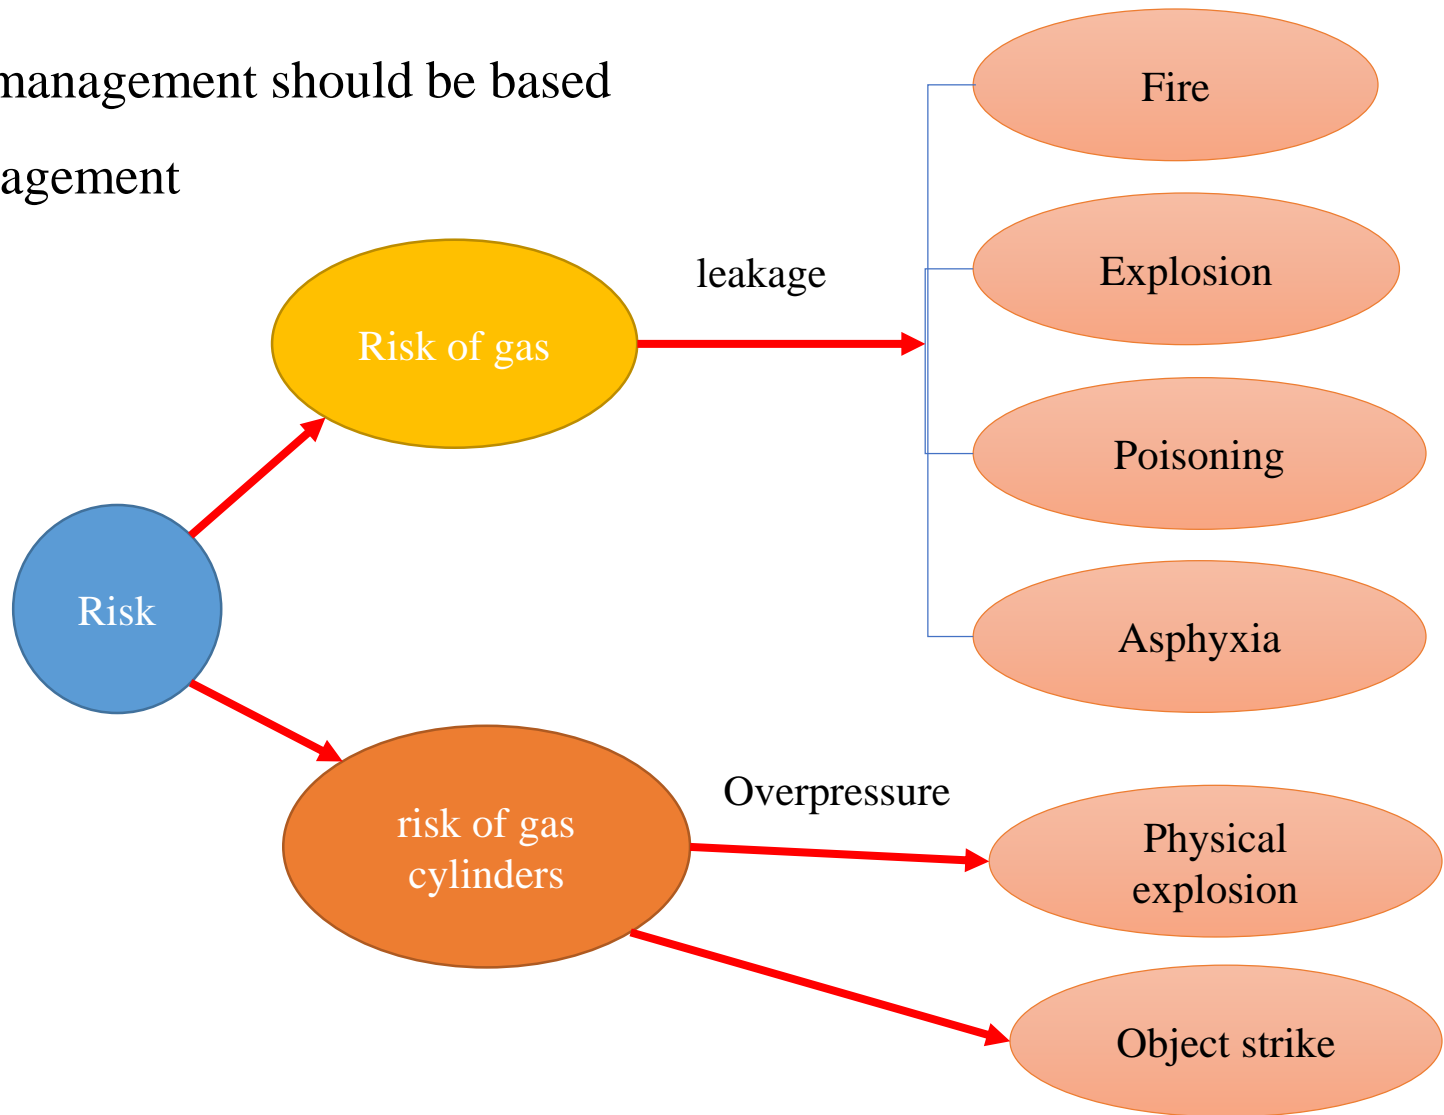 management should be based
agement
Fire
leakage
Explosion
Risk of gas
Poisoning
Risk
Asphyxia
Overpressure
risk of gas
cylinders
Physical
explosion
Object strike